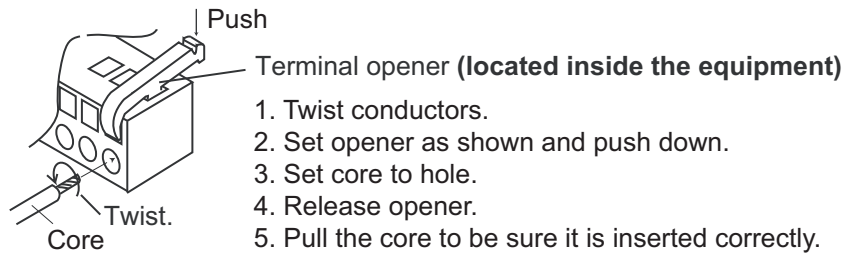 Push
Terminal opener (located inside the equipment)
1. Twist conductors.
2. Set opener as shown and push down.
3. Set core to hole.
4. Release opener.
5. Pull the core to be sure it is inserted correctly.
Twist.
Core